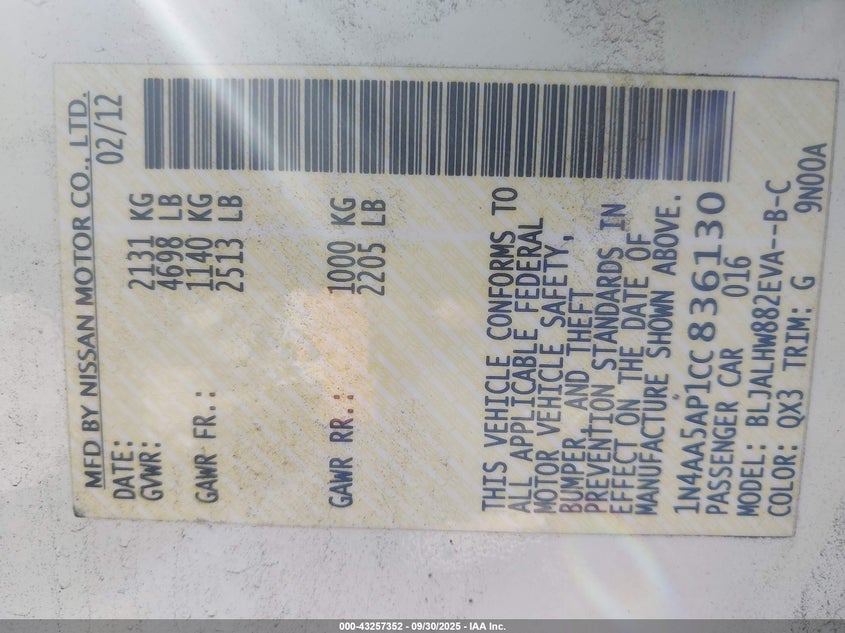 MFD BY NISSAN MOTOR CO., LTD.
DATE: 02/12
GVWR: 2131 KG
4698 LB
GAWR FR.: 1140 KG
2513 LB
GAWR RR.: 1000 KG
2205 LB
THIS VEHICLE CONFORMS TO
ALL APPLICABLE FEDERAL
MOTOR VEHICLE SAFETY,
BUMPER, AND THEFT
PREVENTION STANDARDS IN
EFFECT ON THE DATE OF
MANUFACTURE SHOWN ABOVE.
1N4AA5AP1CC836130
PASSENGER CAR 016
MODEL: BLJALHW882EVA--B-C
COLOR: QX3 TRIM: G 9N00A
000-43257352 - 09/30/2025 - IAA Inc.